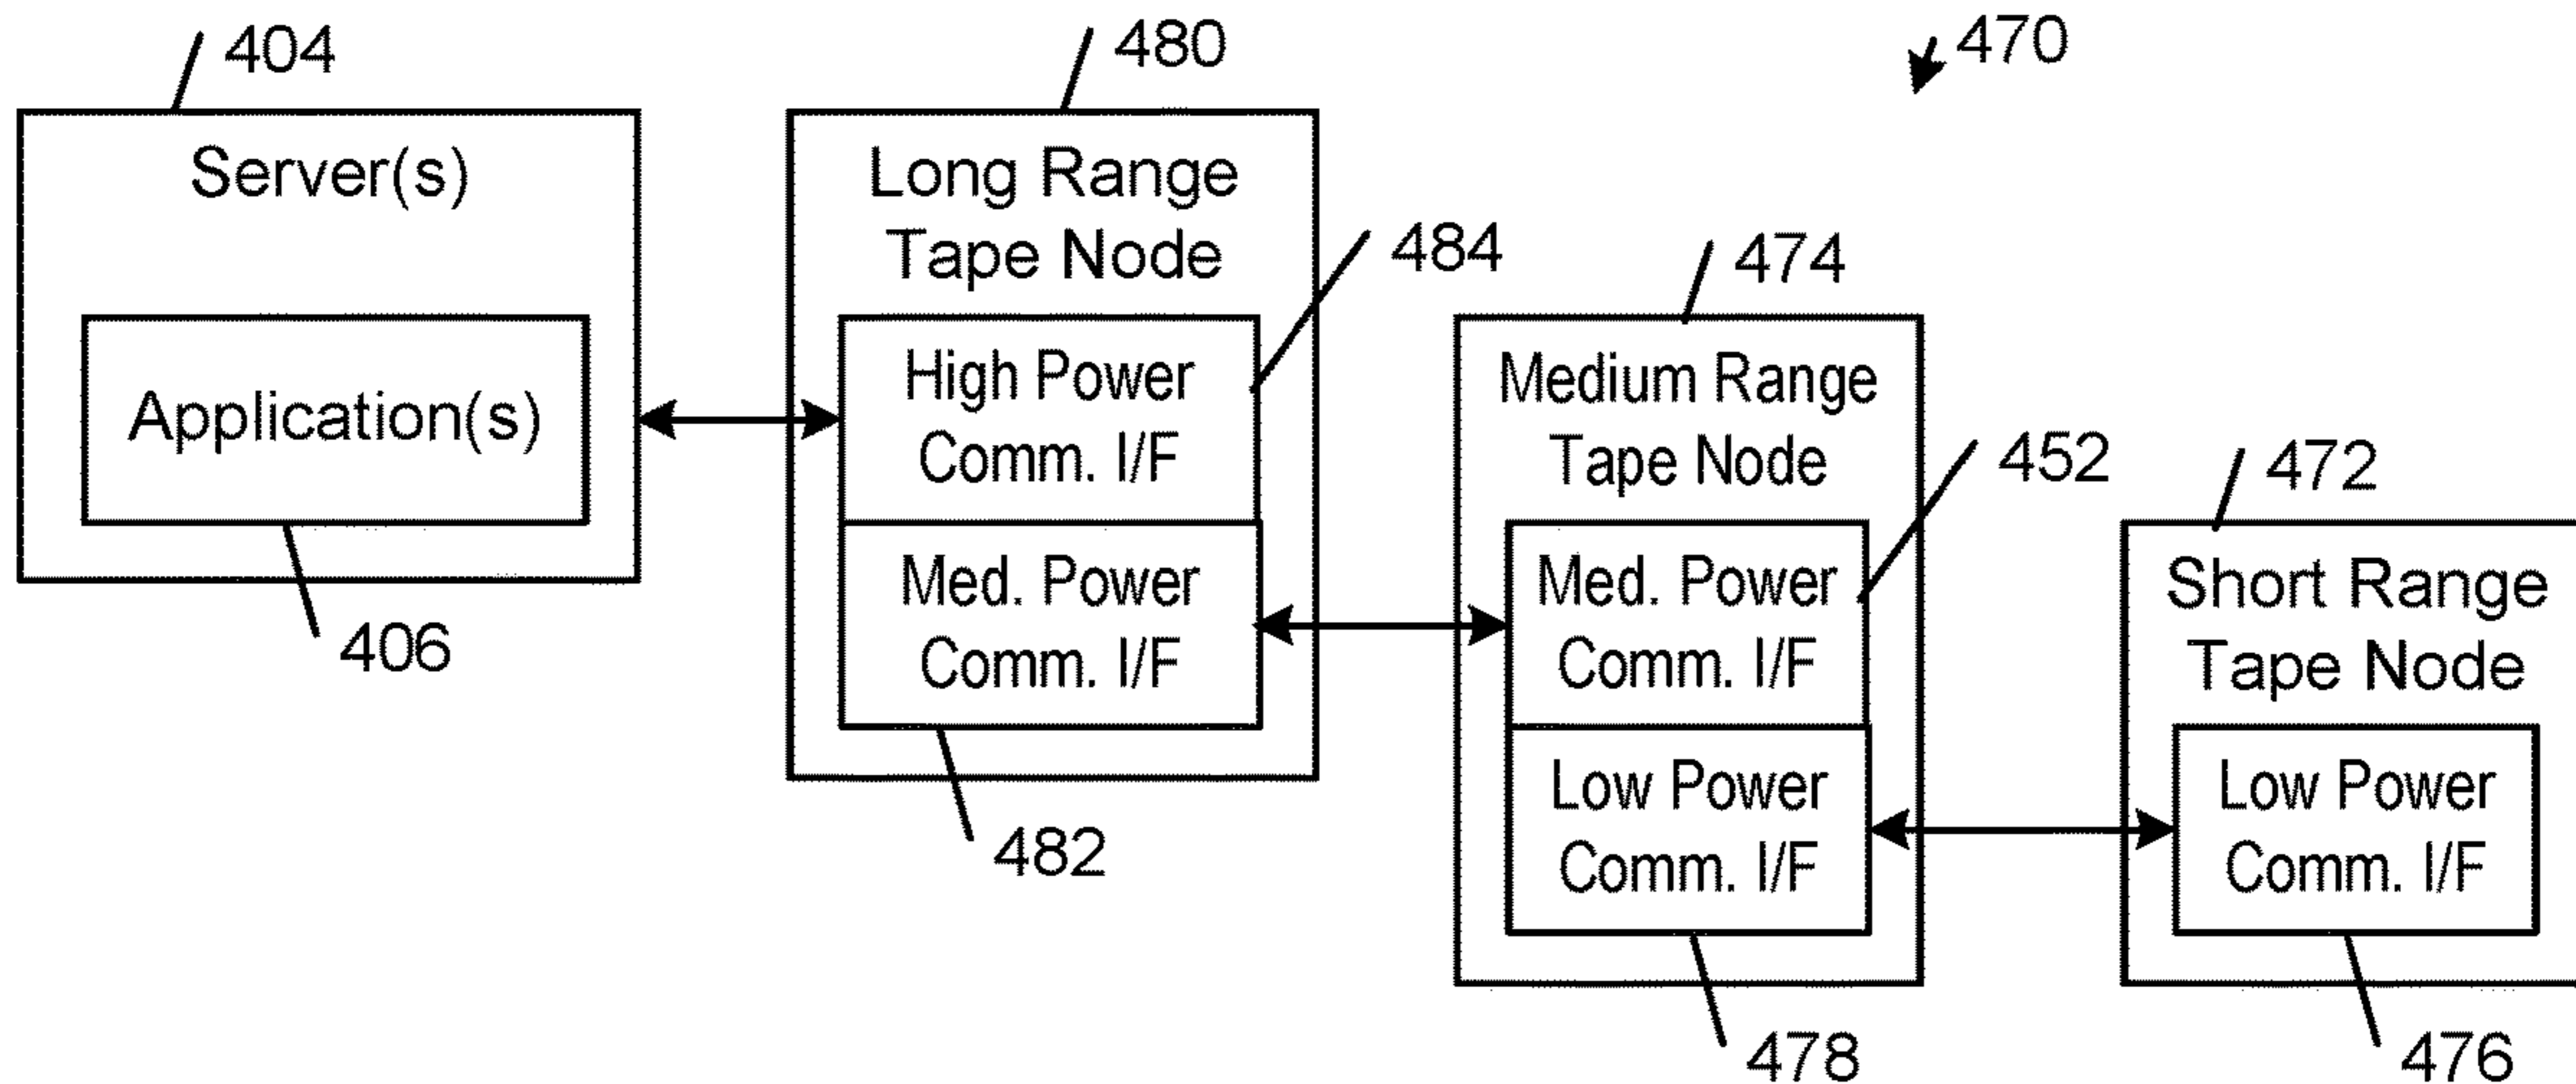 404
480
470
Server(s)
Long Range
Tape Node
484
474
High Power
Comm. I/F
Medium Range
Tape Node
452
472
Application(s)
Med. Power
Comm. I/F
Med. Power
Comm. I/F
Short Range
Tape Node
406
482
Low Power
Comm. I/F
Low Power
Comm. I/F
478
476